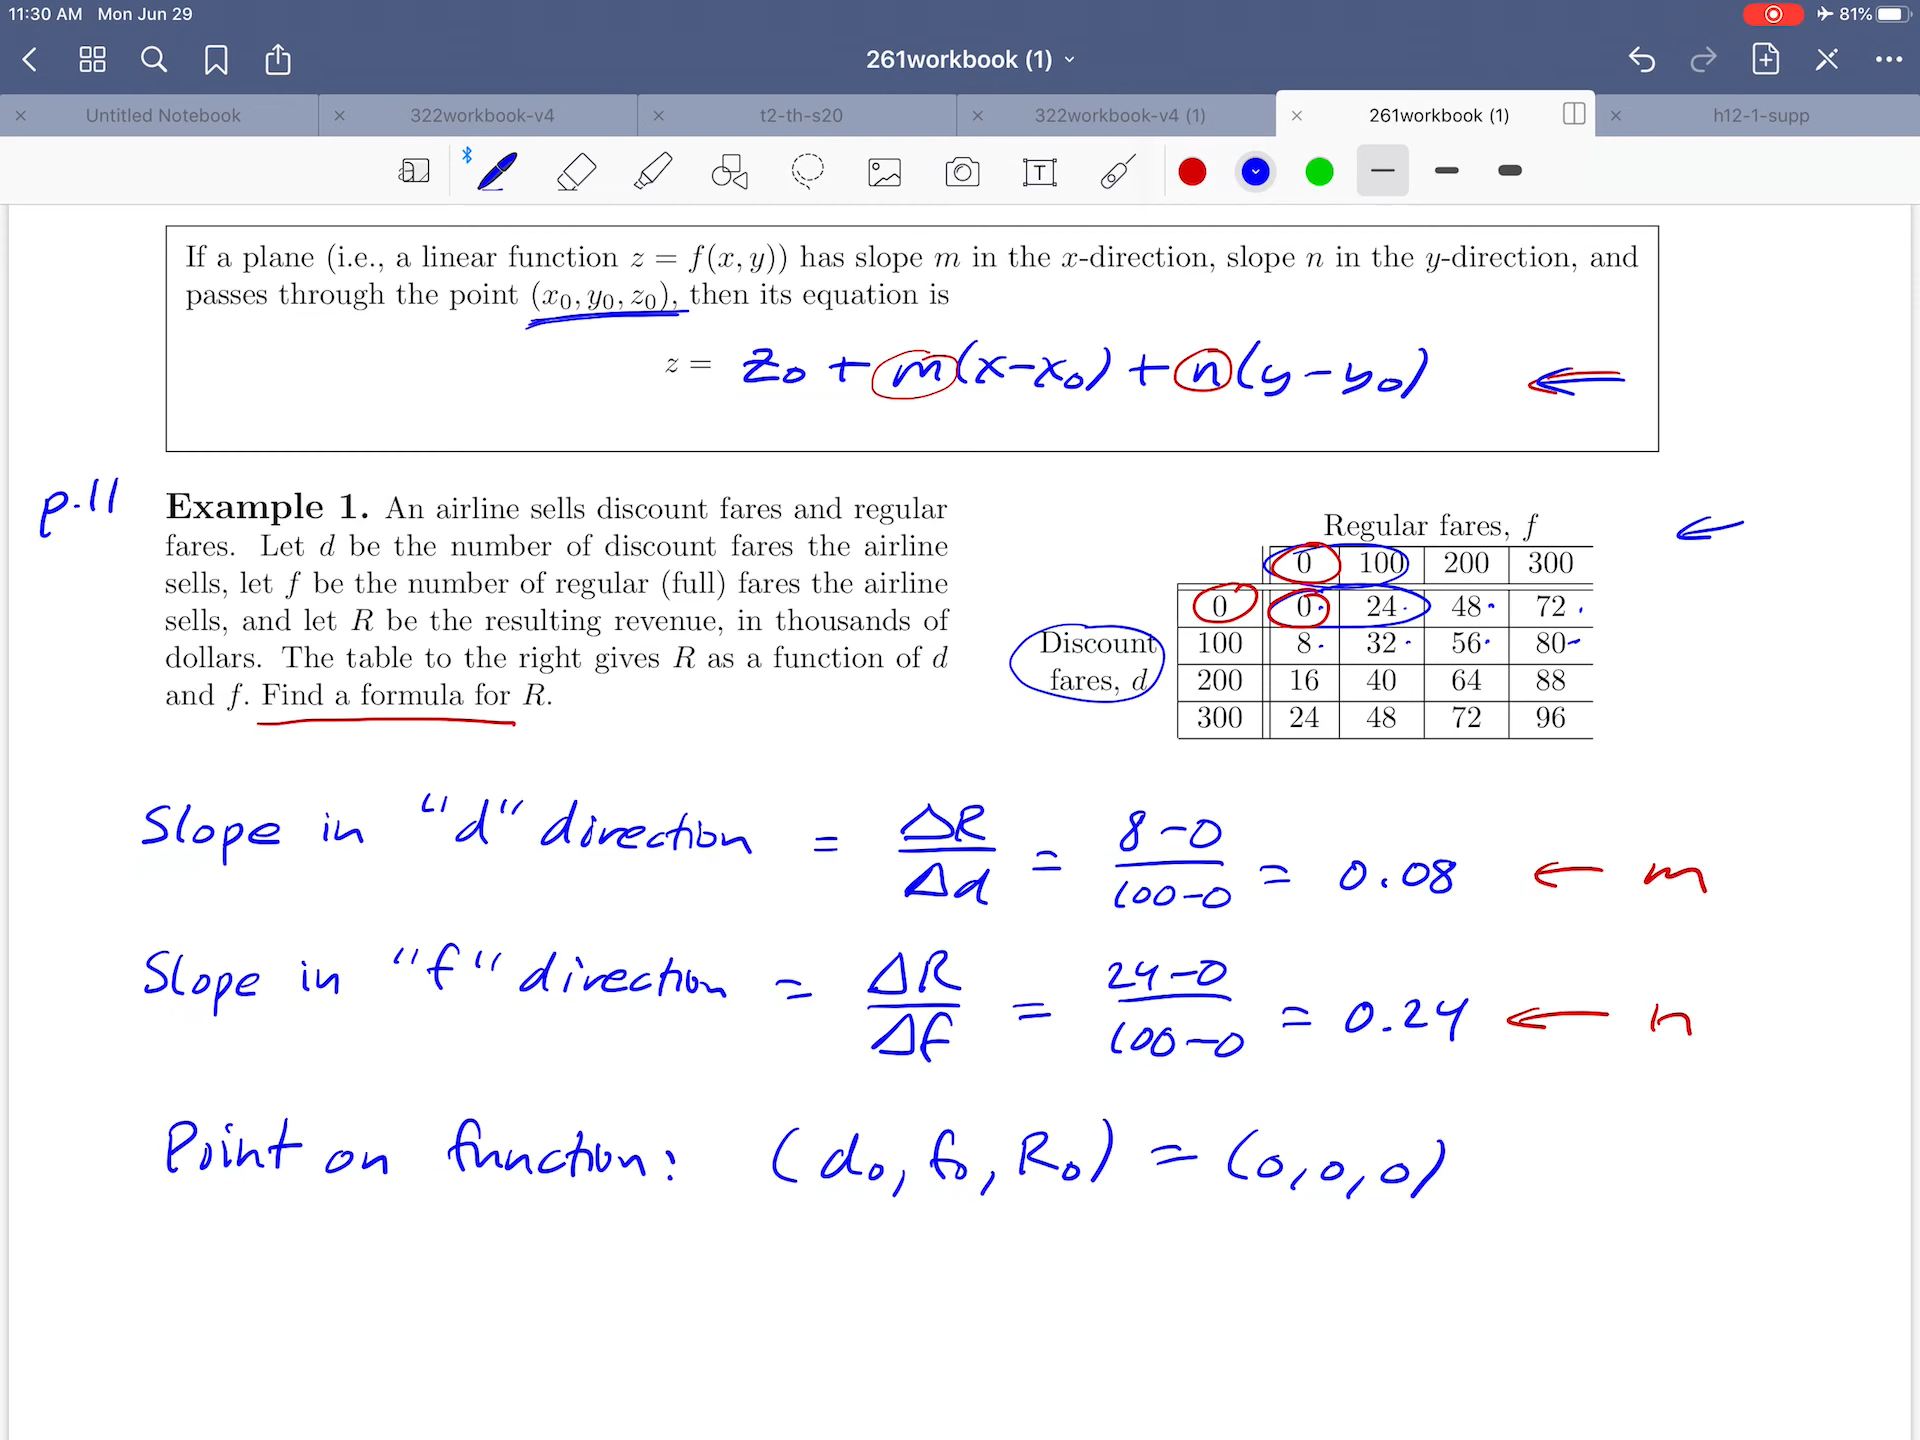 11:30 AM Mon Jun 29
81%
261workbook (1)
Untitled Notebook
322workbook-v4
t2-th-s20
322workbook-v4 (1)
261workbook (1)
h12-1-supp
If a plane (i.e., a linear function z = f(x, y)) has slope m in the x-direction, slope n in the y-direction, and
passes through the point (x₀, y₀, z₀), then its equation is
z = z₀ + m(x-x₀) + n(y-y₀)
p.11
Example 1. An airline sells discount fares and regular
fares. Let d be the number of discount fares the airline
sells, let f be the number of regular (full) fares the airline
sells, and let R be the resulting revenue, in thousands of
dollars. The table to the right gives R as a function of d
and f. Find a formula for R.
Regular fares, f
0 100 200 300
0 0 24 48 72
Discount
fares, d
100 8 32 56 80
200 16 40 64 88
300 24 48 72 96
Slope in "d" direction = ΔR/Δd = (8-0)/(100-0) = 0.08 ← m
Slope in "f" direction = ΔR/Δf = (24-0)/(100-0) = 0.24 ← n
Point on function: (d₀, f₀, R₀) = (0,0,0)